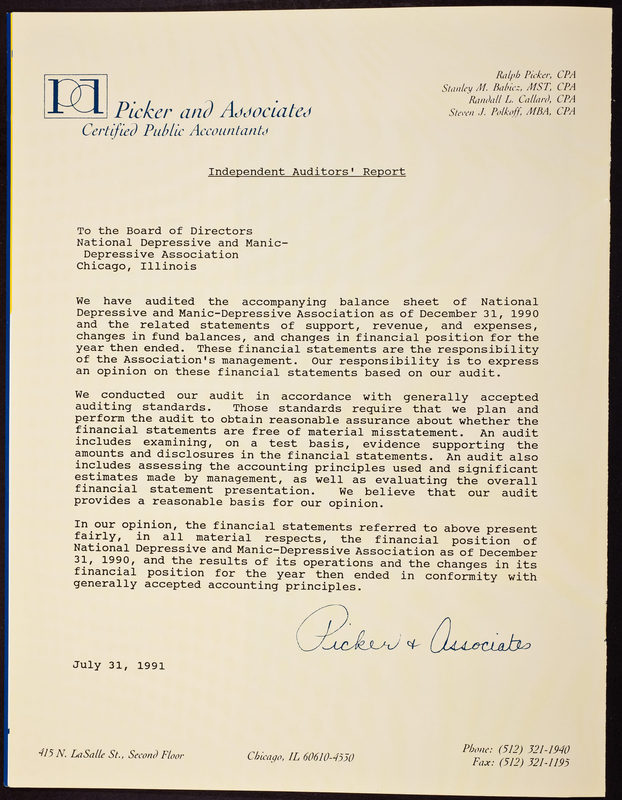 pa
Picker and Associates
Certified Public Accountants
Ralph Picker, CPA
Stanley M. Babicz, MST, CPA
Randall L. Callard, CPA
Steven J. Polkoff, MBA, CPA
Independent Auditors' Report
To the Board of Directors
National Depressive and Manic-
Depressive Association
Chicago, Illinois
We have audited the accompanying balance sheet of National
Depressive and Manic-Depressive Association as of December 31, 1990
and the related statements of support, revenue, and expenses,
changes in fund balances, and changes in financial position for the
year then ended. These financial statements are the responsibility
of the Association's management. Our responsibility is to express
an opinion on these financial statements based on our audit.
We conducted our audit in accordance with generally accepted
auditing standards. Those standards require that we plan and
perform the audit to obtain reasonable assurance about whether the
financial statements are free of material misstatement. An audit
includes examining, on a test basis, evidence supporting the
amounts and disclosures in the financial statements. An audit also
includes assessing the accounting principles used and significant
estimates made by management, as well as evaluating the overall
financial statement presentation. We believe that our audit
provides a reasonable basis for our opinion.
In our opinion, the financial statements referred to above present
fairly, in all material respects, the financial position of
National Depressive and Manic-Depressive Association as of December
31, 1990, and the results of its operations and the changes in its
financial position for the year then ended in conformity with
generally accepted accounting principles.
Picker & Associates
July 31, 1991
415 N. LaSalle St., Second Floor
Chicago, IL 60610-4530
Phone: (512) 321-1940
Fax: (512) 321-1195